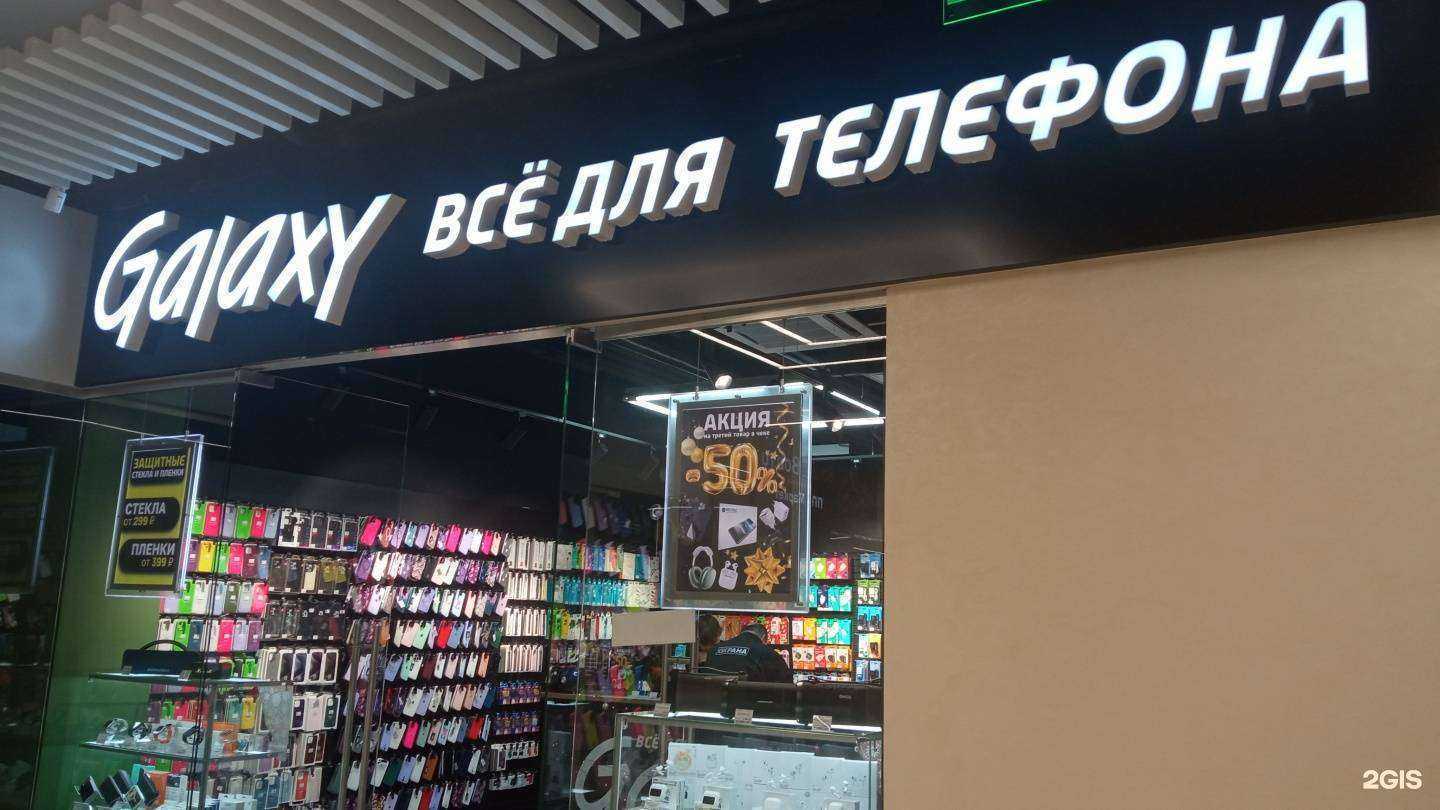 Galaxy ВСЁ ДЛЯ ТЕЛЕФОНА
ЗАЩИТНЫЕ
СТЕКЛА И ПЛЕНКИ
СТЕКЛА
ОТ 299 ₽
ПЛЕНКИ
ОТ 399 ₽
АКЦИЯ
на третий товар в чеке
-50%
ОХРАНА
ВСЁ
2GIS